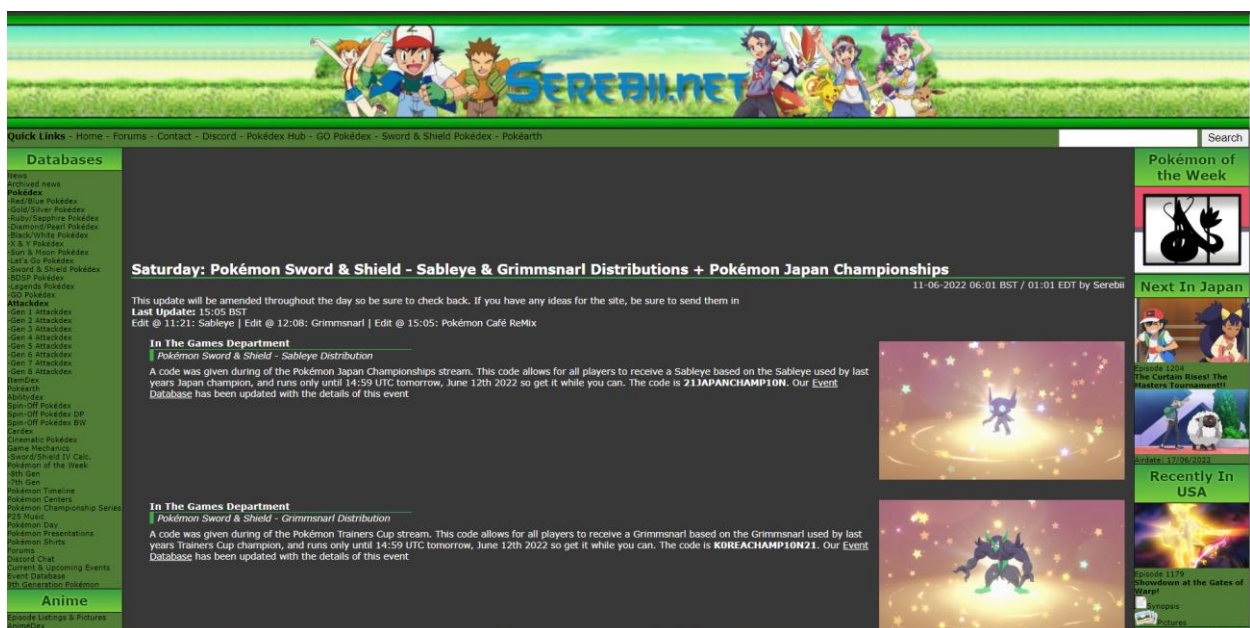 SEREBII.NET
Quick Links - Home - Forums - Contact - Discord - Pokédex Hub - GO Pokédex - Sword & Shield Pokédex - Pokéarth
Search
Databases
News
Archived news
Pokédex
-Red/Blue Pokédex
-Gold/Silver Pokédex
-Ruby/Sapphire Pokédex
-Diamond/Pearl Pokédex
-Black/White Pokédex
-X & Y Pokédex
-Sun & Moon Pokédex
-Let's Go Pokédex
-Sword & Shield Pokédex
-BDSP Pokédex
-Legends Pokédex
-GO Pokédex
Attackdex
-Gen 1 Attackdex
-Gen 2 Attackdex
-Gen 3 Attackdex
-Gen 4 Attackdex
-Gen 5 Attackdex
-Gen 6 Attackdex
-Gen 7 Attackdex
-Gen 8 Attackdex
ItemDex
Pokéarth
Abilitydex
Spin-Off Pokédex
Spin-Off Pokédex DP
Spin-Off Pokédex BW
Cardex
Cinematic Pokédex
Game Mechanics
-Sword/Shield IV Calc.
Pokémon of the Week
-8th Gen
-7th Gen
Pokémon Timeline
Pokémon Centers
Pokémon Championship Series
P25 Music
Pokémon Day
Pokémon Presentations
Pokémon Shirts
Forums
Discord Chat
Current & Upcoming Events
Event Database
9th Generation Pokémon
Anime
Episode Listings & Pictures
AniméDex
Saturday: Pokémon Sword & Shield - Sableye & Grimmsnarl Distributions + Pokémon Japan Championships
11-06-2022 06:01 BST / 01:01 EDT by Serebii
This update will be amended throughout the day so be sure to check back. If you have any ideas for the site, be sure to send them in
Last Update: 15:05 BST
Edit @ 11:21: Sableye | Edit @ 12:08: Grimmsnarl | Edit @ 15:05: Pokémon Café ReMix
In The Games Department
Pokémon Sword & Shield - Sableye Distribution
A code was given during of the Pokémon Japan Championships stream. This code allows for all players to receive a Sableye based on the Sableye used by last
years Japan champion, and runs only until 14:59 UTC tomorrow, June 12th 2022 so get it while you can. The code is 21JAPANCHAMP10N. Our Event
Database has been updated with the details of this event
In The Games Department
Pokémon Sword & Shield - Grimmsnarl Distribution
A code was given during of the Pokémon Trainers Cup stream. This code allows for all players to receive a Grimmsnarl based on the Grimmsnarl used by last
years Trainers Cup champion, and runs only until 14:59 UTC tomorrow, June 12th 2022 so get it while you can. The code is K0REACHAMP10N21. Our Event
Database has been updated with the details of this event
Pokémon of
the Week
Next In Japan
Episode 1204
The Curtain Rises! The
Masters Tournament!!
Airdate: 17/06/2022
Recently In
USA
Episode 1179
Showdown at the Gates of
Warp!
Synopsis
Pictures